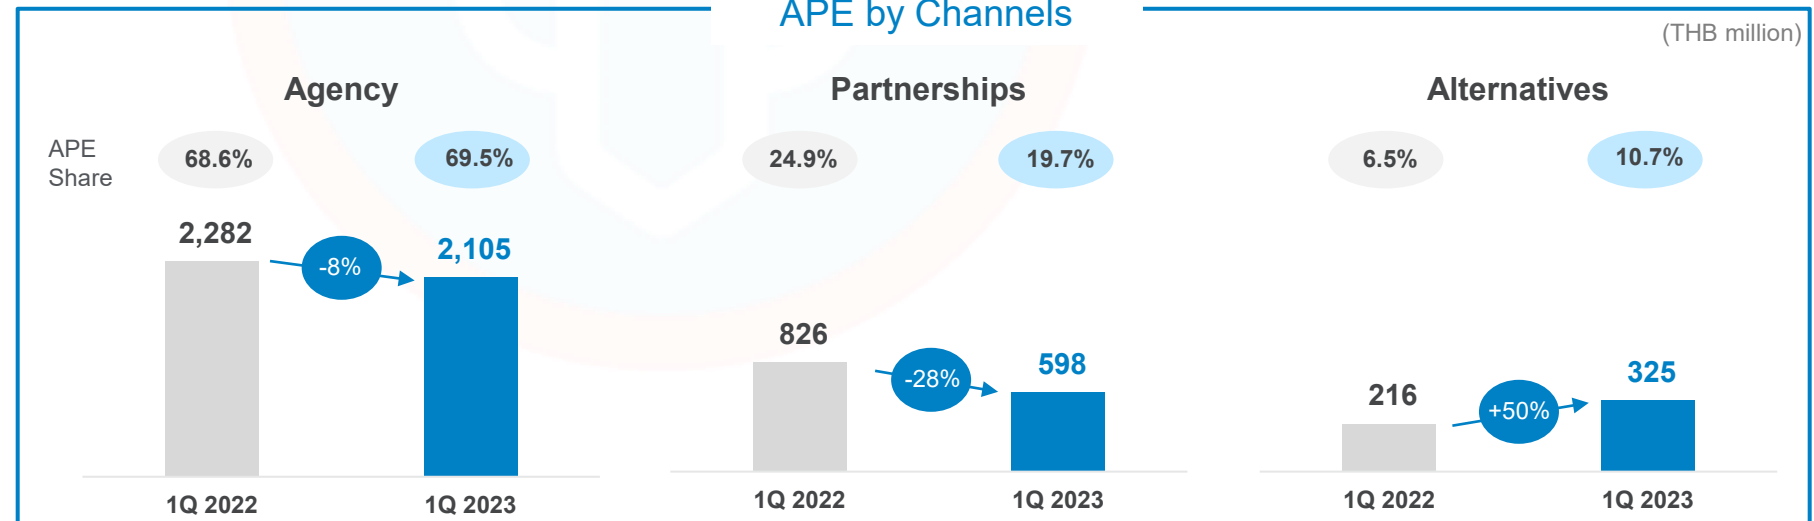 APE by Channels
(THB million)
Agency
Partnerships
Alternatives
APE
Share
68.6%
69.5%
24.9%
19.7%
6.5%
10.7%
2,282
-8%
2,105
826
-28%
598
216
+50%
325
1Q 2022
1Q 2023
1Q 2022
1Q 2023
1Q 2022
1Q 2023